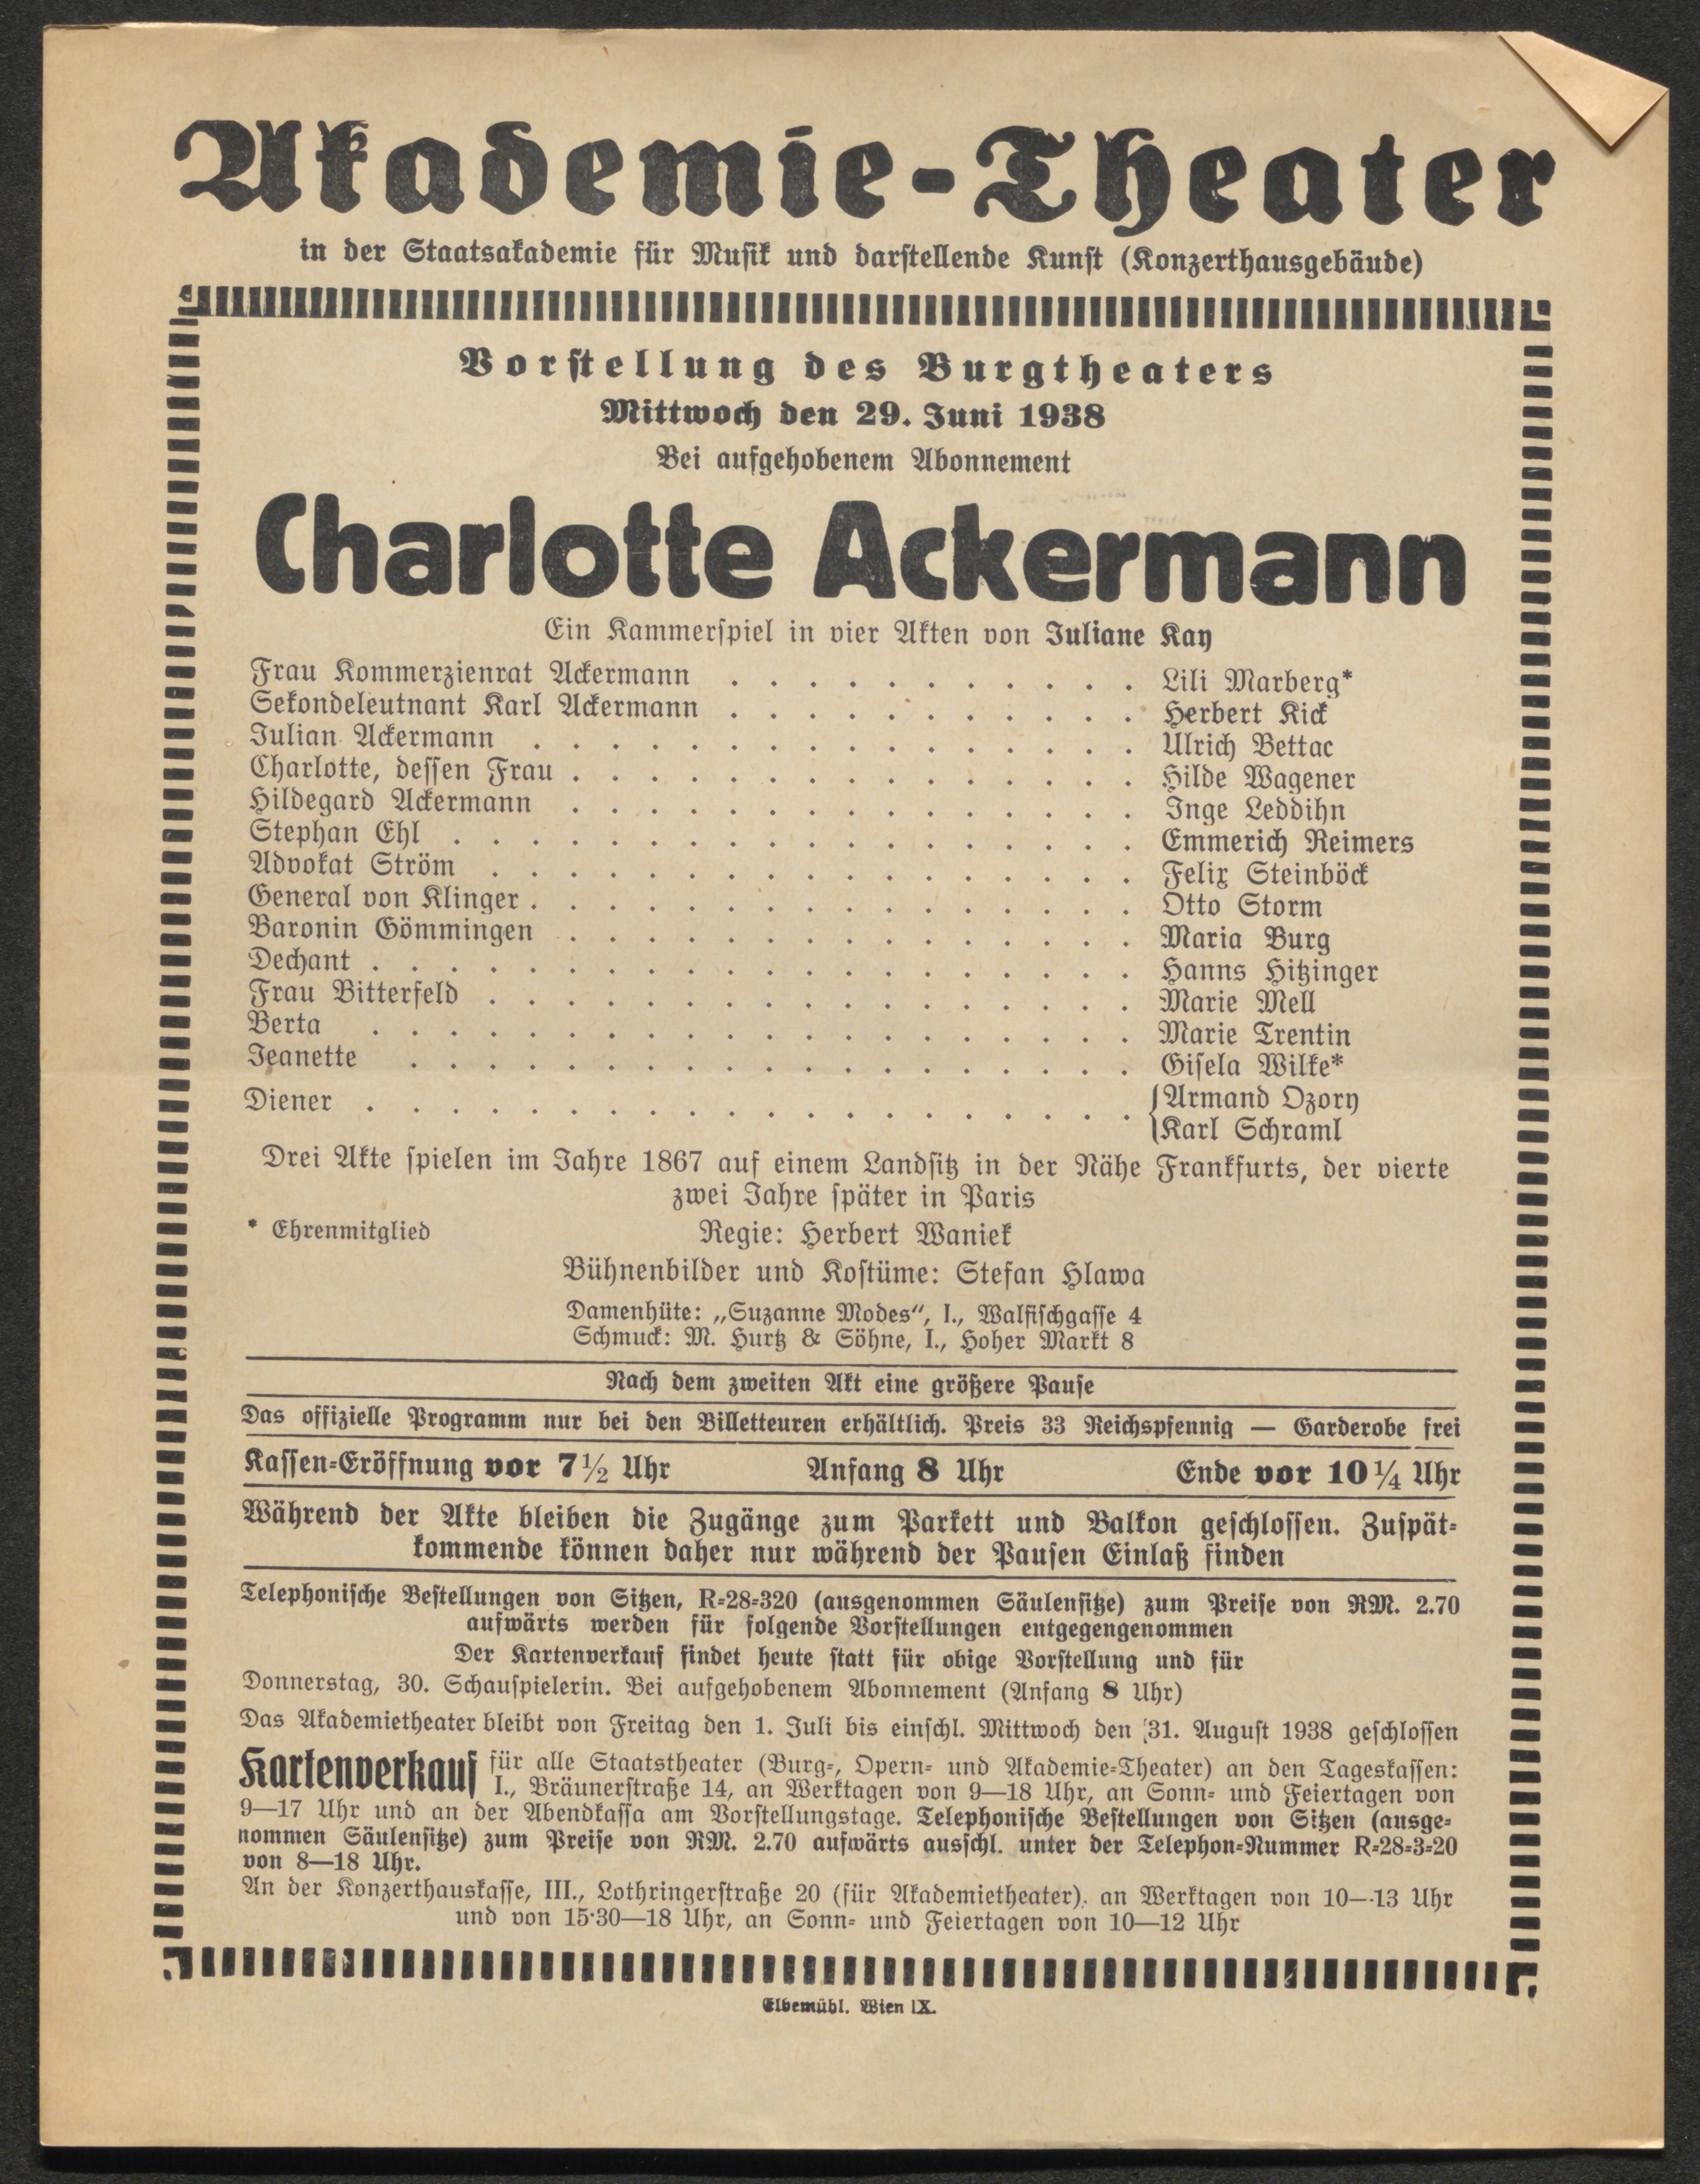 Akademie-Theater
in der Staatsakademie für Musik und darstellende Kunst (Konzerthausgebäude)
Vorstellung des Burgtheaters
Mittwoch den 29. Juni 1938
Bei aufgehobenem Abonnement
Charlotte Ackermann
Ein Kammerspiel in vier Akten von Juliane Kay
Frau Kommerzienrat Ackermann . . . . . . . . . . . Lili Marberg*
Sekondeleutnant Karl Ackermann . . . . . . . . . . . Herbert Kick
Julian Ackermann . . . . . . . . . . . . . . . . Ulrich Bettac
Charlotte, dessen Frau . . . . . . . . . . . . . . . Hilde Wagener
Hildegard Ackermann . . . . . . . . . . . . . . . Inge Leddihn
Stephan Ehl . . . . . . . . . . . . . . . . . . Emmerich Reimers
Advokat Ström . . . . . . . . . . . . . . . . . Felix Steinböck
General von Klinger . . . . . . . . . . . . . . . . Otto Storm
Baronin Gömmingen . . . . . . . . . . . . . . . Maria Burg
Dechant . . . . . . . . . . . . . . . . . . . . Hanns Hitzinger
Frau Bitterfeld . . . . . . . . . . . . . . . . . Marie Mell
Berta . . . . . . . . . . . . . . . . . . . . Marie Trentin
Jeanette . . . . . . . . . . . . . . . . . . . Gisela Wilke*
Diener . . . . . . . . . . . . . . . . . . . . {Armand Ozory
{Karl Schraml
Drei Akte spielen im Jahre 1867 auf einem Landsitz in der Nähe Frankfurts, der vierte
zwei Jahre später in Paris
* Ehrenmitglied Regie: Herbert Waniek
Bühnenbilder und Kostüme: Stefan Hlawa
Damenhüte: „Suzanne Modes“, I., Walfischgasse 4
Schmuck: M. Hurtz & Söhne, I., Hoher Markt 8
Nach dem zweiten Akt eine größere Pause
Das offizielle Programm nur bei den Billetteuren erhältlich. Preis 33 Reichspfennig — Garderobe frei
Kassen-Eröffnung vor 7½ Uhr Anfang 8 Uhr Ende vor 10¼ Uhr
Während der Akte bleiben die Zugänge zum Parkett und Balkon geschlossen. Zuspät-
kommende können daher nur während der Pausen Einlaß finden
Telephonische Bestellungen von Sitzen, R-28-320 (ausgenommen Säulensitze) zum Preise von RM. 2.70
aufwärts werden für folgende Vorstellungen entgegengenommen
Der Kartenverkauf findet heute statt für obige Vorstellung und für
Donnerstag, 30. Schauspielerin. Bei aufgehobenem Abonnement (Anfang 8 Uhr)
Das Akademietheater bleibt von Freitag den 1. Juli bis einschl. Mittwoch den 31. August 1938 geschlossen
Kartenverkauf für alle Staatstheater (Burg-, Opern- und Akademie-Theater) an den Tageskassen:
I., Bräunerstraße 14, an Werktagen von 9—18 Uhr, an Sonn- und Feiertagen von
9—17 Uhr und an der Abendkassa am Vorstellungstage. Telephonische Bestellungen von Sitzen (ausge-
nommen Säulensitze) zum Preise von RM. 2.70 aufwärts ausschl. unter der Telephon-Nummer R-28-3-20
von 8—18 Uhr.
An der Konzerthauskasse, III., Lothringerstraße 20 (für Akademietheater), an Werktagen von 10—13 Uhr
und von 15·30—18 Uhr, an Sonn- und Feiertagen von 10—12 Uhr
Elbemühl. Wien IX.